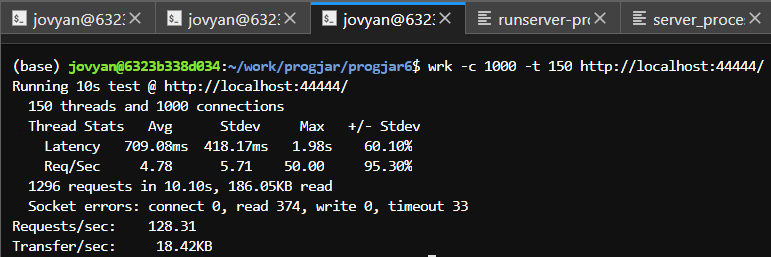 jovyan@6323
jovyan@6323
jovyan@6323
runserver-pro
server_proces
(base) jovyan@6323b338d034:~/work/progjar/progjar6$ wrk -c 1000 -t 150 http://localhost:44444/
Running 10s test @ http://localhost:44444/
150 threads and 1000 connections
Thread Stats Avg Stdev Max +/- Stdev
Latency 709.08ms 418.17ms 1.98s 60.10%
Req/Sec 4.78 5.71 50.00 95.30%
1296 requests in 10.10s, 186.05KB read
Socket errors: connect 0, read 374, write 0, timeout 33
Requests/sec: 128.31
Transfer/sec: 18.42KB